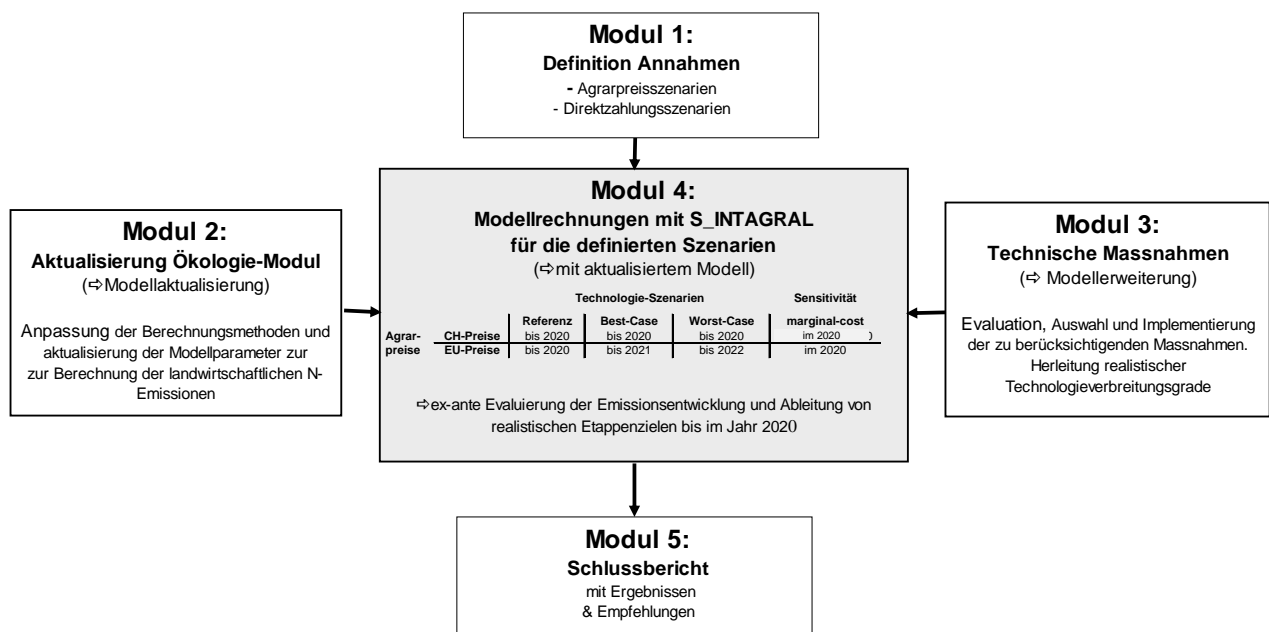 Modul 1:
Definition Annahmen
- Agrarpreisszenarien
- Direktzahlungsszenarien
Modul 2:
Aktualisierung Ökologie-Modul
(⇨Modellaktualisierung)
Anpassung der Berechnungsmethoden und
aktualisierung der Modellparameter zur
zur Berechnung der landwirtschaftlichen N-
Emissionen
Modul 4:
Modellrechnungen mit S_INTAGRAL
für die definierten Szenarien
(⇨mit aktualisiertem Modell)
Technologie-Szenarien Sensitivität
Referenz Best-Case Worst-Case marginal-cost
Agrar- CH-Preise bis 2020 bis 2020 bis 2020 im 2020 )
preise EU-Preise bis 2020 bis 2021 bis 2022 im 2020
⇨ex-ante Evaluierung der Emissionsentwicklung und Ableitung von
realistischen Etappenzielen bis im Jahr 2020
Modul 3:
Technische Massnahmen
(⇨ Modellerweiterung)
Evaluation, Auswahl und Implementierung
der zu berücksichtigenden Massnahmen.
Herleitung realistischer
Technologieverbreitungsgrade
Modul 5:
Schlussbericht
mit Ergebnissen
& Empfehlungen